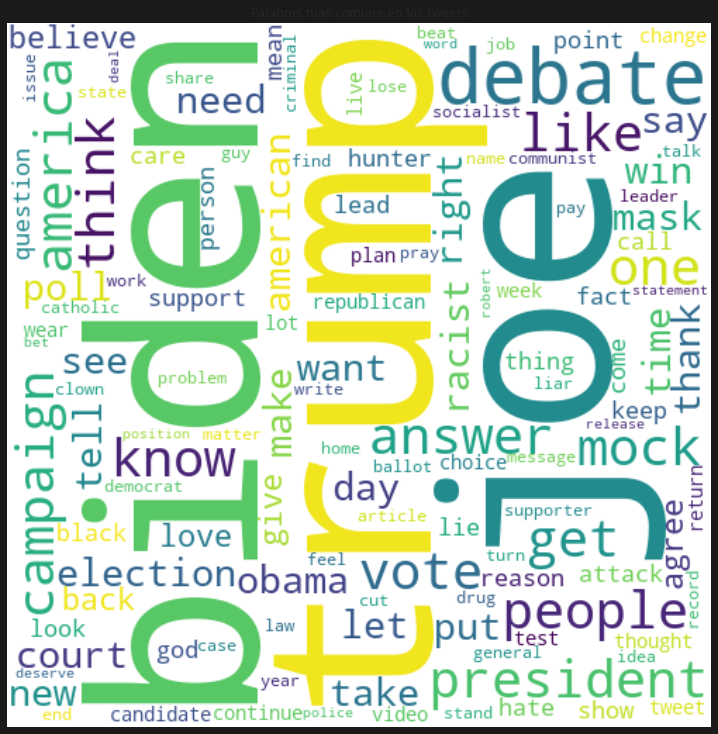 Palabros mas comune en los tweets
believe
issue
deal
state
share
need
mean
criminal
live
lose
beat
word
job
point
change
debate
socialist
like
say
america
think
biden
trump
joe
care
guy
person
american
find
hunter
name
communist
talk
win
question
lead
right
pay
leader
mask
call
one
plan
pray
poll
work
support
catholic
republican
robert
week
fact
statement
wear
bet
lot
racist
time
thank
see
problem
want
thing
liar
come
clown
write
keep
release
campaign
tell
position
matter
make
home
answer
mock
know
ballot
choice
message
democrat
day
give
article
lie
supporter
get
return
agree
black
love
turn
election
obama
feel
vote
reason
attack
back
cut
drug
people
record
look
god
case
law
let
put
test
thought
court
general
idea
deserve
new
year
take
president
end
candidate
continue
police
video
stand
hate
show
tweet